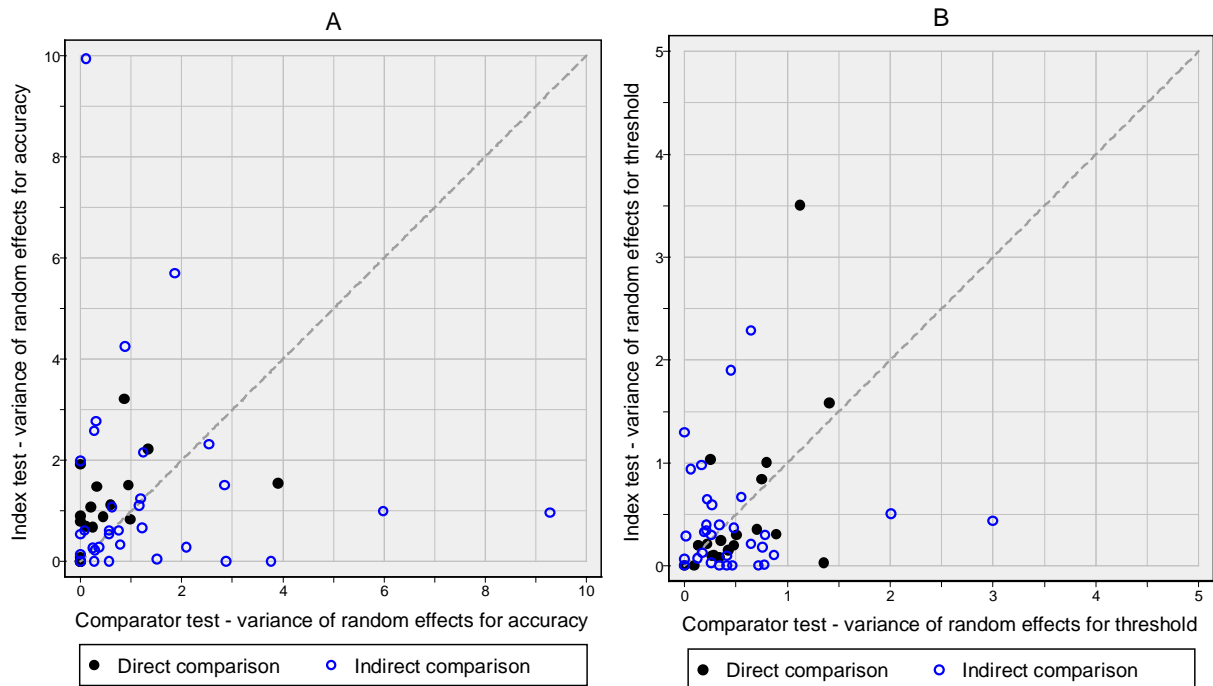 A
Index test - variance of random effects for accuracy
10
8
6
4
2
0
0 2 4 6 8 10
Comparator test - variance of random effects for accuracy
Direct comparison Indirect comparison
B
Index test - variance of random effects for threshold
5
4
3
2
1
0
0 1 2 3 4 5
Comparator test - variance of random effects for threshold
Direct comparison Indirect comparison